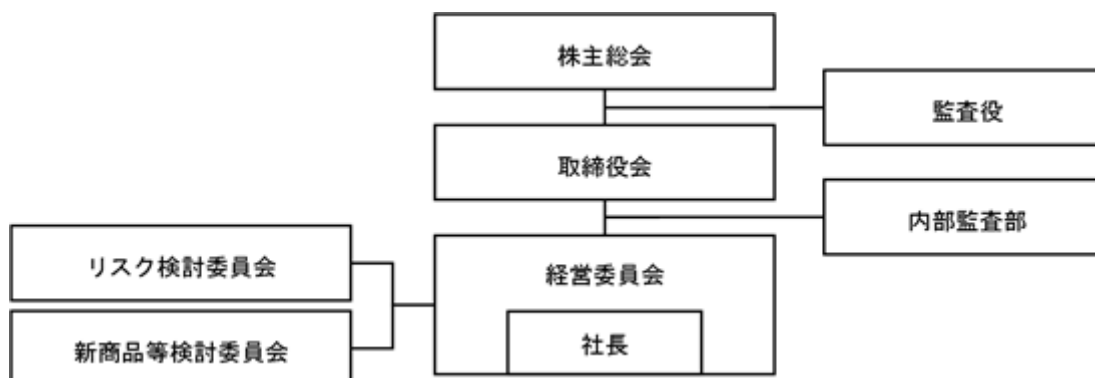 株主総会
監査役
取締役会
内部監査部
リスク検討委員会
経営委員会
新商品等検討委員会
社長